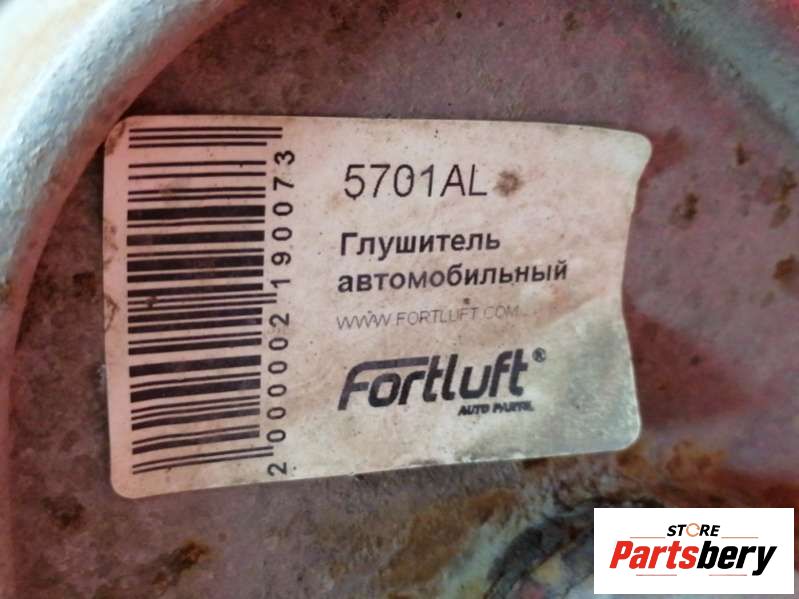 5701AL
Глушитель
автомобильный
WWW.FORTLUFT.COM
Fortluft®
AUTO PARTS
2000002190073
STORE
Partsbery